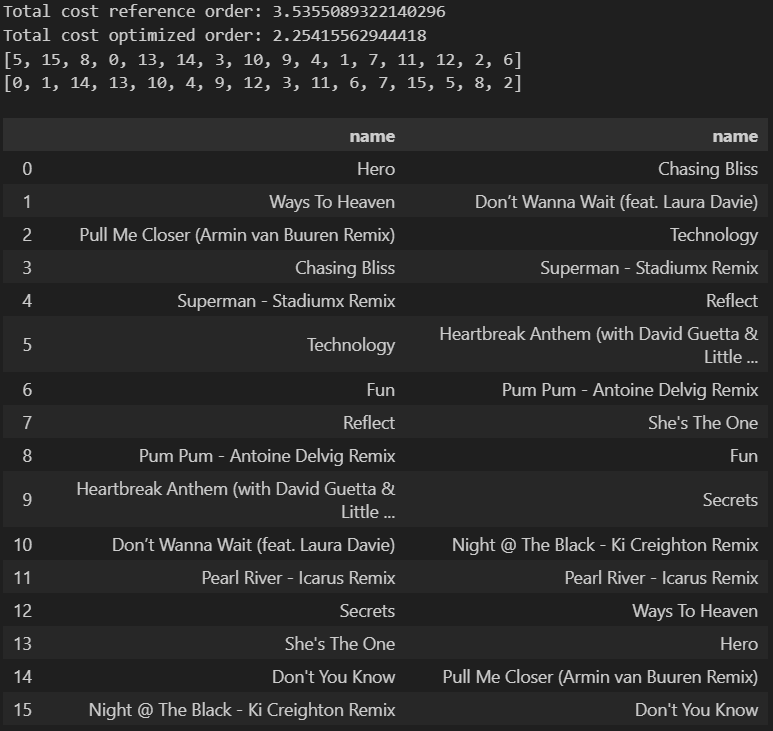 Total cost reference order: 3.5355089322140296
Total cost optimized order: 2.25415562944418
[5, 15, 8, 0, 13, 14, 3, 10, 9, 4, 1, 7, 11, 12, 2, 6]
[0, 1, 14, 13, 10, 4, 9, 12, 3, 11, 6, 7, 15, 5, 8, 2]
name name
0 Hero Chasing Bliss
1 Ways To Heaven Don’t Wanna Wait (feat. Laura Davie)
2 Pull Me Closer (Armin van Buuren Remix) Technology
3 Chasing Bliss Superman - Stadiumx Remix
4 Superman - Stadiumx Remix Reflect
5 Technology Heartbreak Anthem (with David Guetta &
Little ...
6 Fun Pum Pum - Antoine Delvig Remix
7 Reflect She's The One
8 Pum Pum - Antoine Delvig Remix Fun
9 Heartbreak Anthem (with David Guetta & Secrets
Little ...
10 Don’t Wanna Wait (feat. Laura Davie) Night @ The Black - Ki Creighton Remix
11 Pearl River - Icarus Remix Pearl River - Icarus Remix
12 Secrets Ways To Heaven
13 She's The One Hero
14 Don't You Know Pull Me Closer (Armin van Buuren Remix)
15 Night @ The Black - Ki Creighton Remix Don't You Know